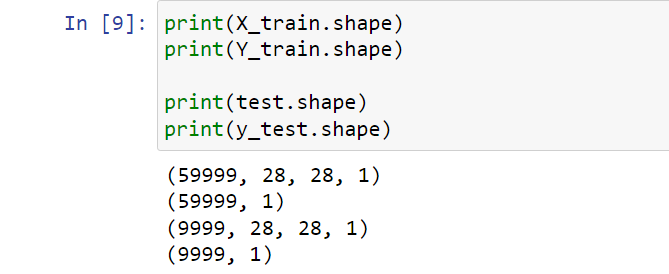 In [9]: print(X_train.shape)
print(Y_train.shape)
print(test.shape)
print(y_test.shape)
(59999, 28, 28, 1)
(59999, 1)
(9999, 28, 28, 1)
(9999, 1)